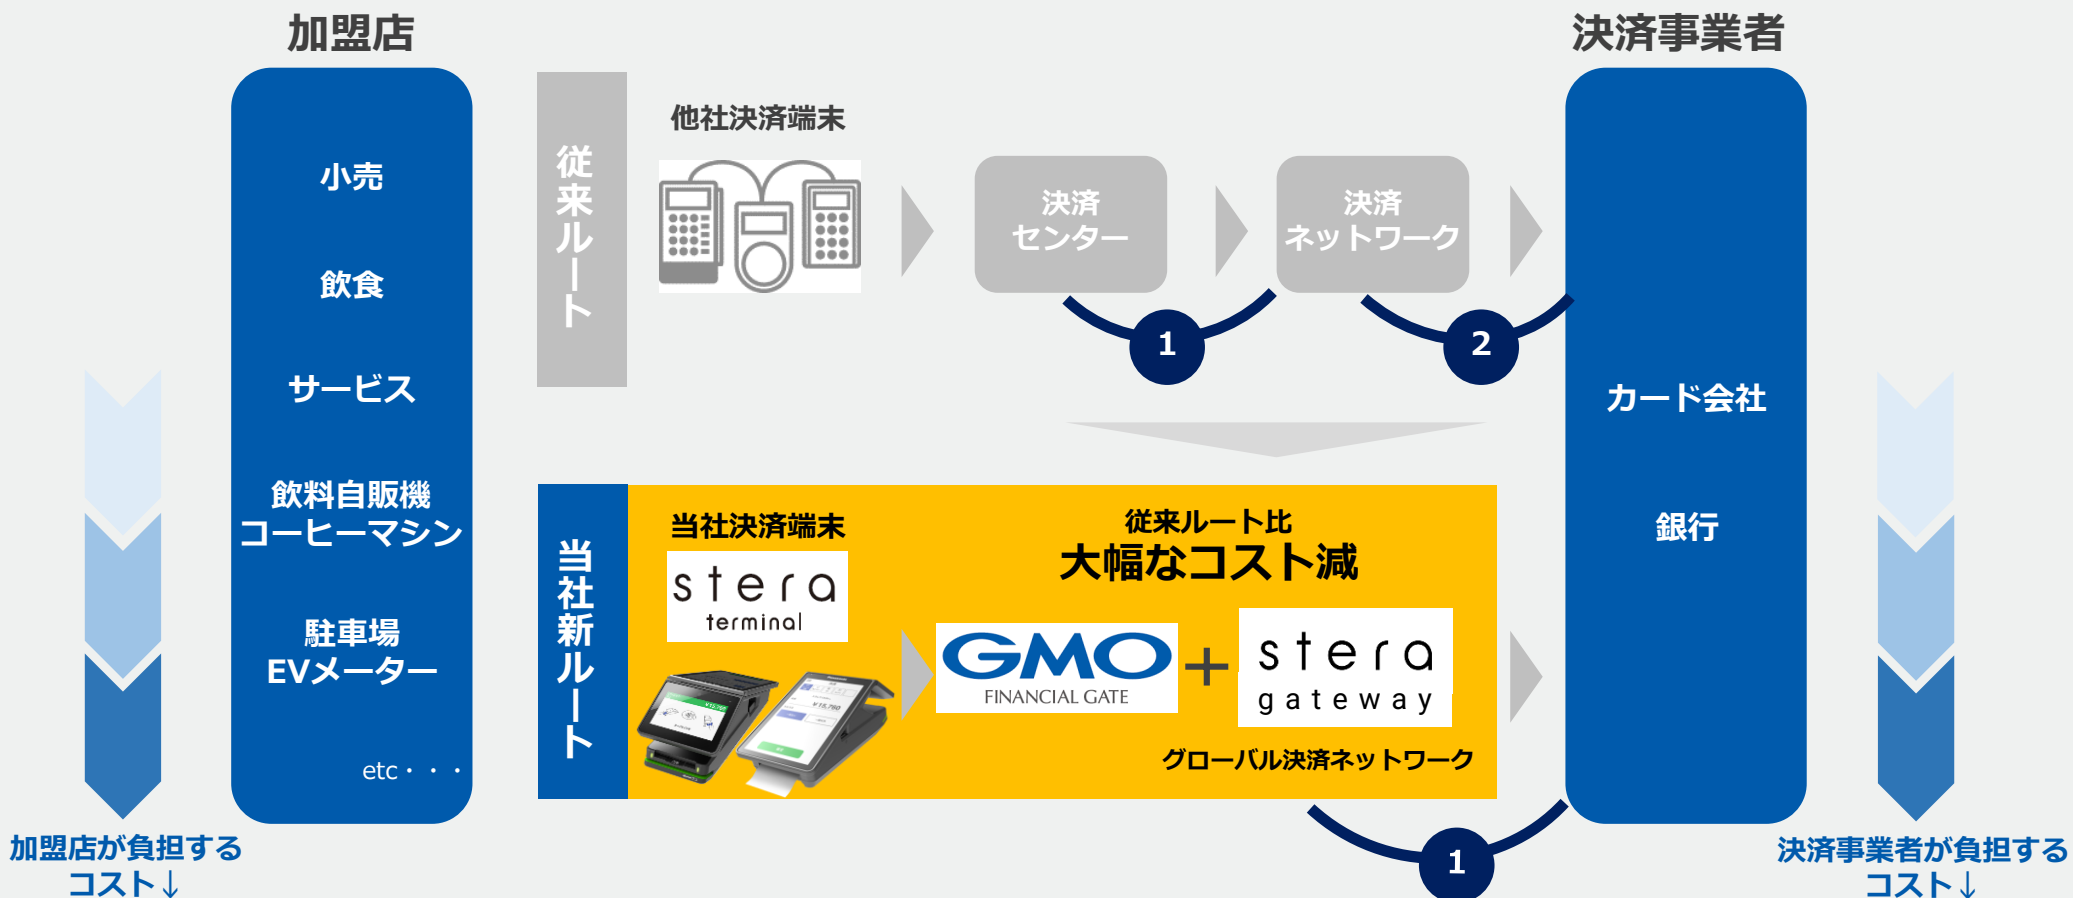 加盟店
決済事業者
小売
飲食
サービス
飲料自販機
コーヒーマシン
駐車場
EVメーター
etc・・・
従来ルート
他社決済端末
決済
センター
決済
ネットワーク
1
2
カード会社
銀行
当社新ルート
当社決済端末
stera
terminal
従来ルート比
大幅なコスト減
GMO
FINANCIAL GATE
+
stera
gateway
グローバル決済ネットワーク
1
加盟店が負担する
コスト↓
決済事業者が負担する
コスト↓